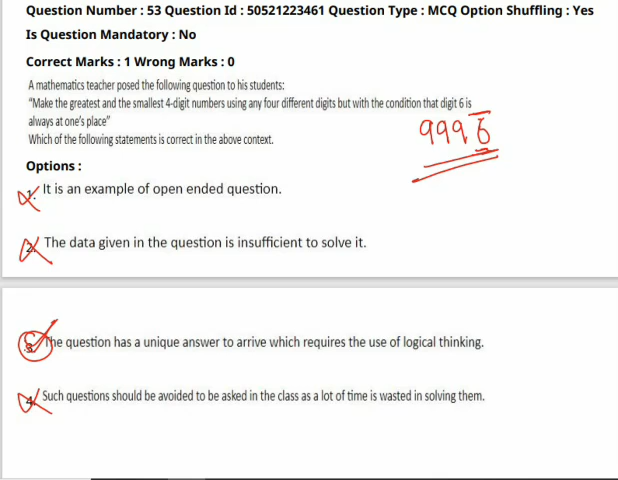 Question Number : 53 Question Id : 50521223461 Question Type : MCQ Option Shuffling : Yes
Is Question Mandatory : No
Correct Marks : 1 Wrong Marks : 0
A mathematics teacher posed the following question to his students:
"Make the greatest and the smallest 4-digit numbers using any four different digits but with the condition that digit 6 is
always at one's place"
Which of the following statements is correct in the above context.
9996
Options :
1. It is an example of open ended question.
2. The data given in the question is insufficient to solve it.
3. The question has a unique answer to arrive which requires the use of logical thinking.
4. Such questions should be avoided to be asked in the class as a lot of time is wasted in solving them.